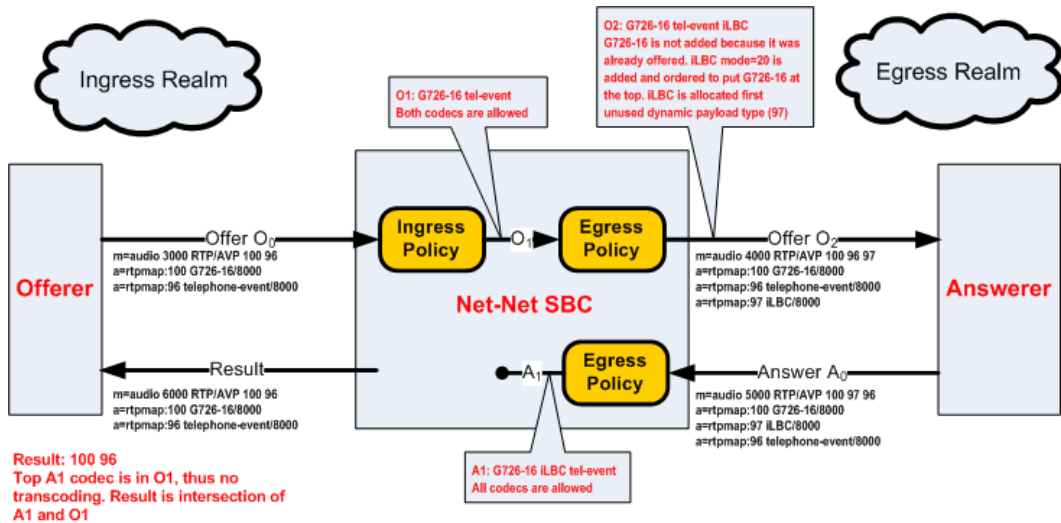 Ingress Realm
O1: G726-16 tel-event
Both codecs are allowed
O2: G726-16 tel-event iLBC
G726-16 is not added because it was
already offered. iLBC mode=20 is
added and ordered to put G726-16 at
the top. iLBC is allocated first
unused dynamic payload type (97)
Egress Realm
Offerer
Offer O0
m=audio 3000 RTP/AVP 100 96
a=rtpmap:100 G726-16/8000
a=rtpmap:96 telephone-event/8000
Ingress
Policy
O1
Egress
Policy
Net-Net SBC
Offer O2
m=audio 4000 RTP/AVP 100 96 97
a=rtpmap:100 G726-16/8000
a=rtpmap:96 telephone-event/8000
a=rtpmap:97 iLBC/8000
Answerer
Result
m=audio 6000 RTP/AVP 100 96
a=rtpmap:100 G726-16/8000
a=rtpmap:96 telephone-event/8000
A1
Egress
Policy
Answer A0
m=audio 5000 RTP/AVP 100 97 96
a=rtpmap:100 G726-16/8000
a=rtpmap:97 iLBC/8000
a=rtpmap:96 telephone-event/8000
Result: 100 96
Top A1 codec is in O1, thus no
transcoding. Result is intersection of
A1 and O1
A1: G726-16 iLBC tel-event
All codecs are allowed